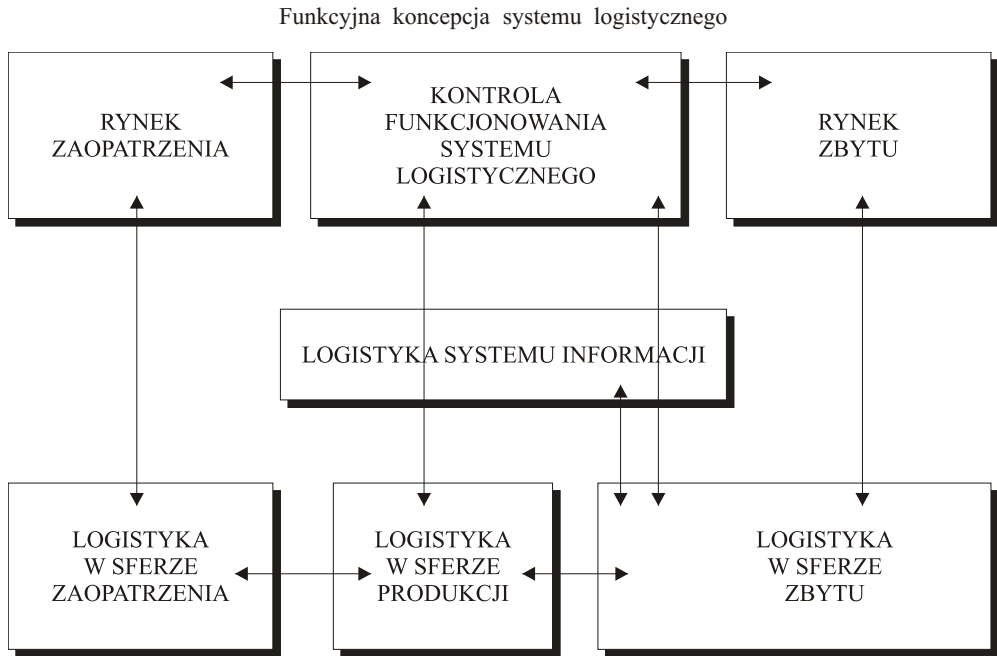 Funkcyjna koncepcja systemu logistycznego
RYNEK
ZAOPATRZENIA
KONTROLA
FUNKCJONOWANIA
SYSTEMU
LOGISTYCZNEGO
RYNEK
ZBYTU
LOGISTYKA SYSTEMU INFORMACJI
LOGISTYKA
W SFERZE
ZAOPATRZENIA
LOGISTYKA
W SFERZE
PRODUKCJI
LOGISTYKA
W SFERZE
ZBYTU